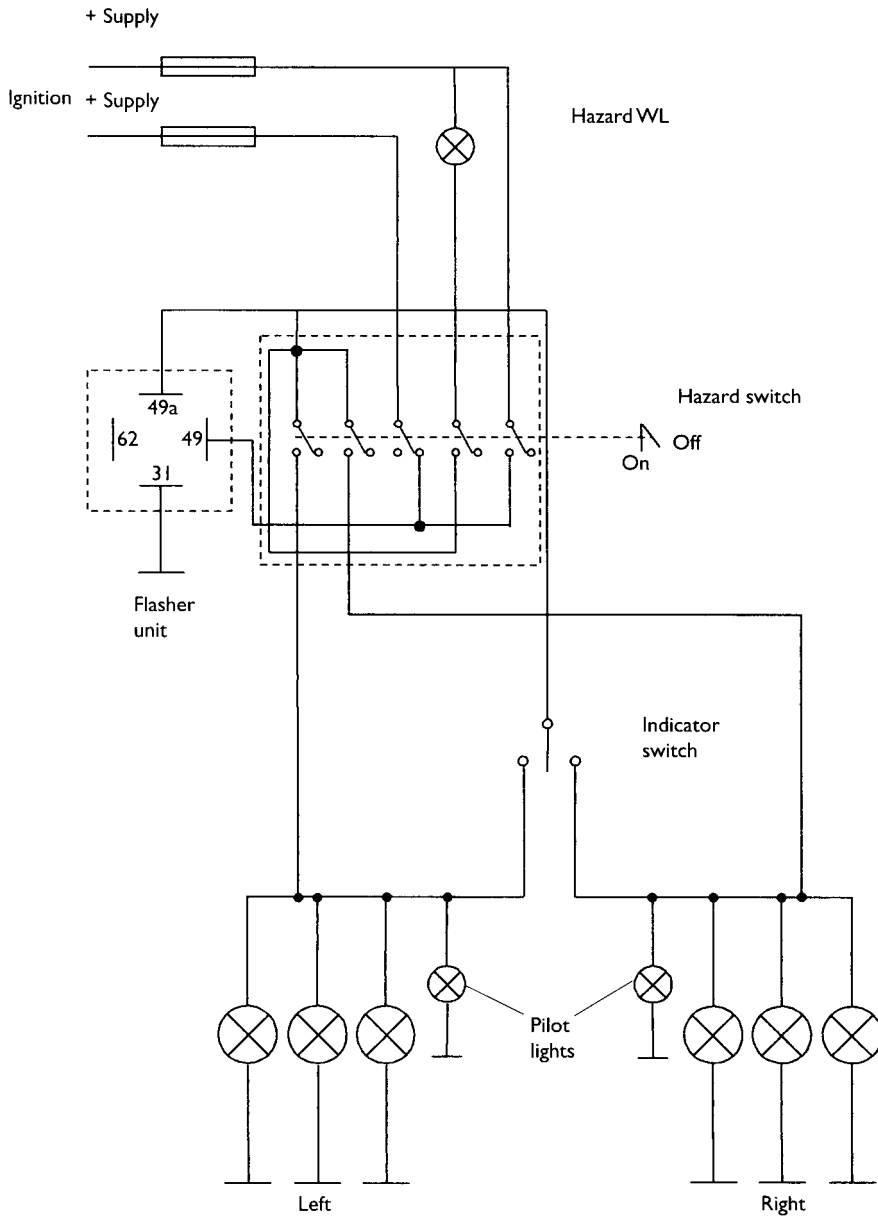 + Supply
Ignition + Supply
Hazard WL
Hazard switch
Off
On
49a
62 49
31
Flasher
unit
Indicator
switch
Pilot
lights
Left
Right